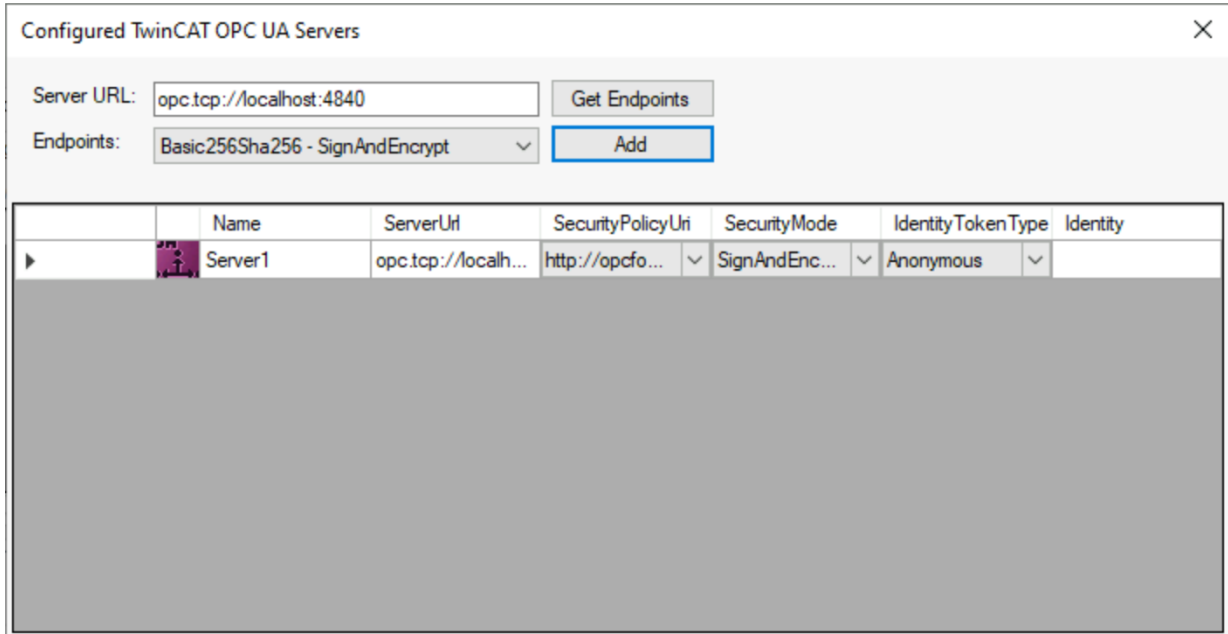 Configured TwinCAT OPC UA Servers
Server URL: opc.tcp://localhost:4840 Get Endpoints
Endpoints: Basic256Sha256 - SignAndEncrypt Add
Name ServerUrl SecurityPolicyUri SecurityMode IdentityTokenType Identity
Server1 opc.tcp://localh... http://opcfo... SignAndEnc... Anonymous